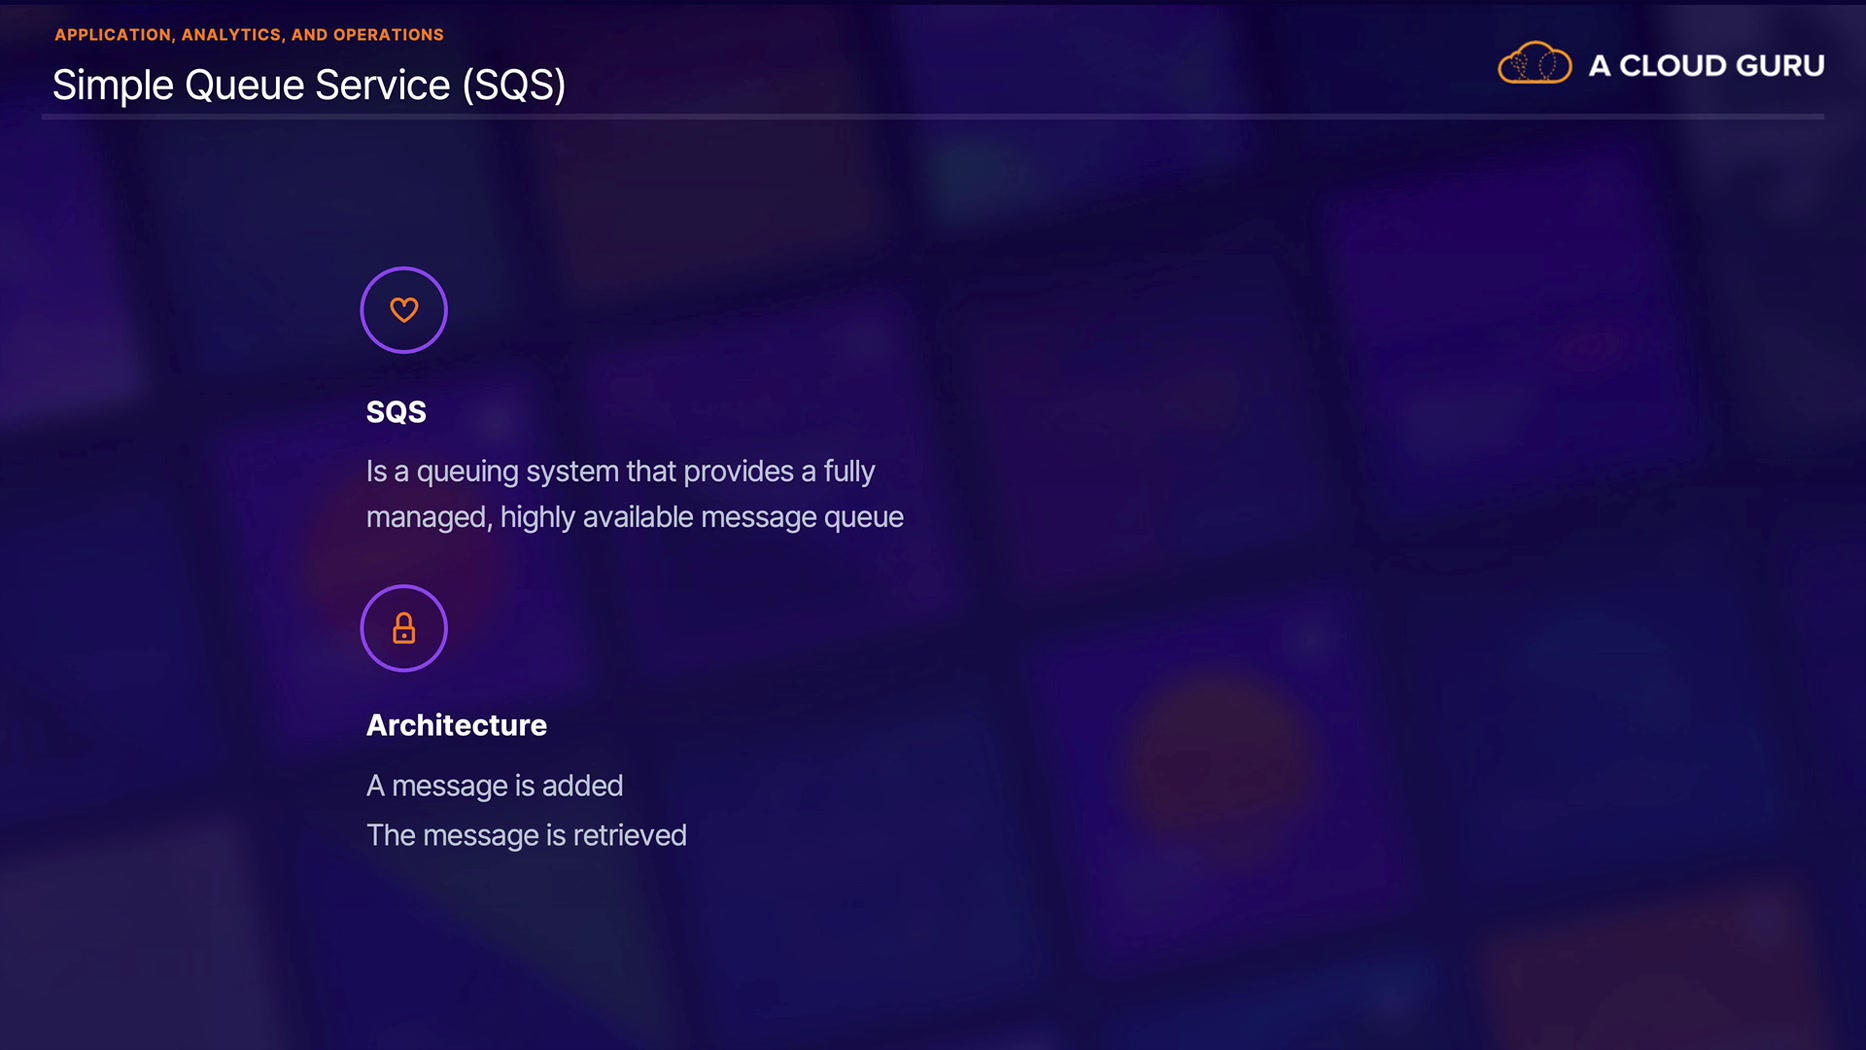 APPLICATION, ANALYTICS, AND OPERATIONS
Simple Queue Service (SQS)
A CLOUD GURU
SQS
Is a queuing system that provides a fully
managed, highly available message queue
Architecture
A message is added
The message is retrieved